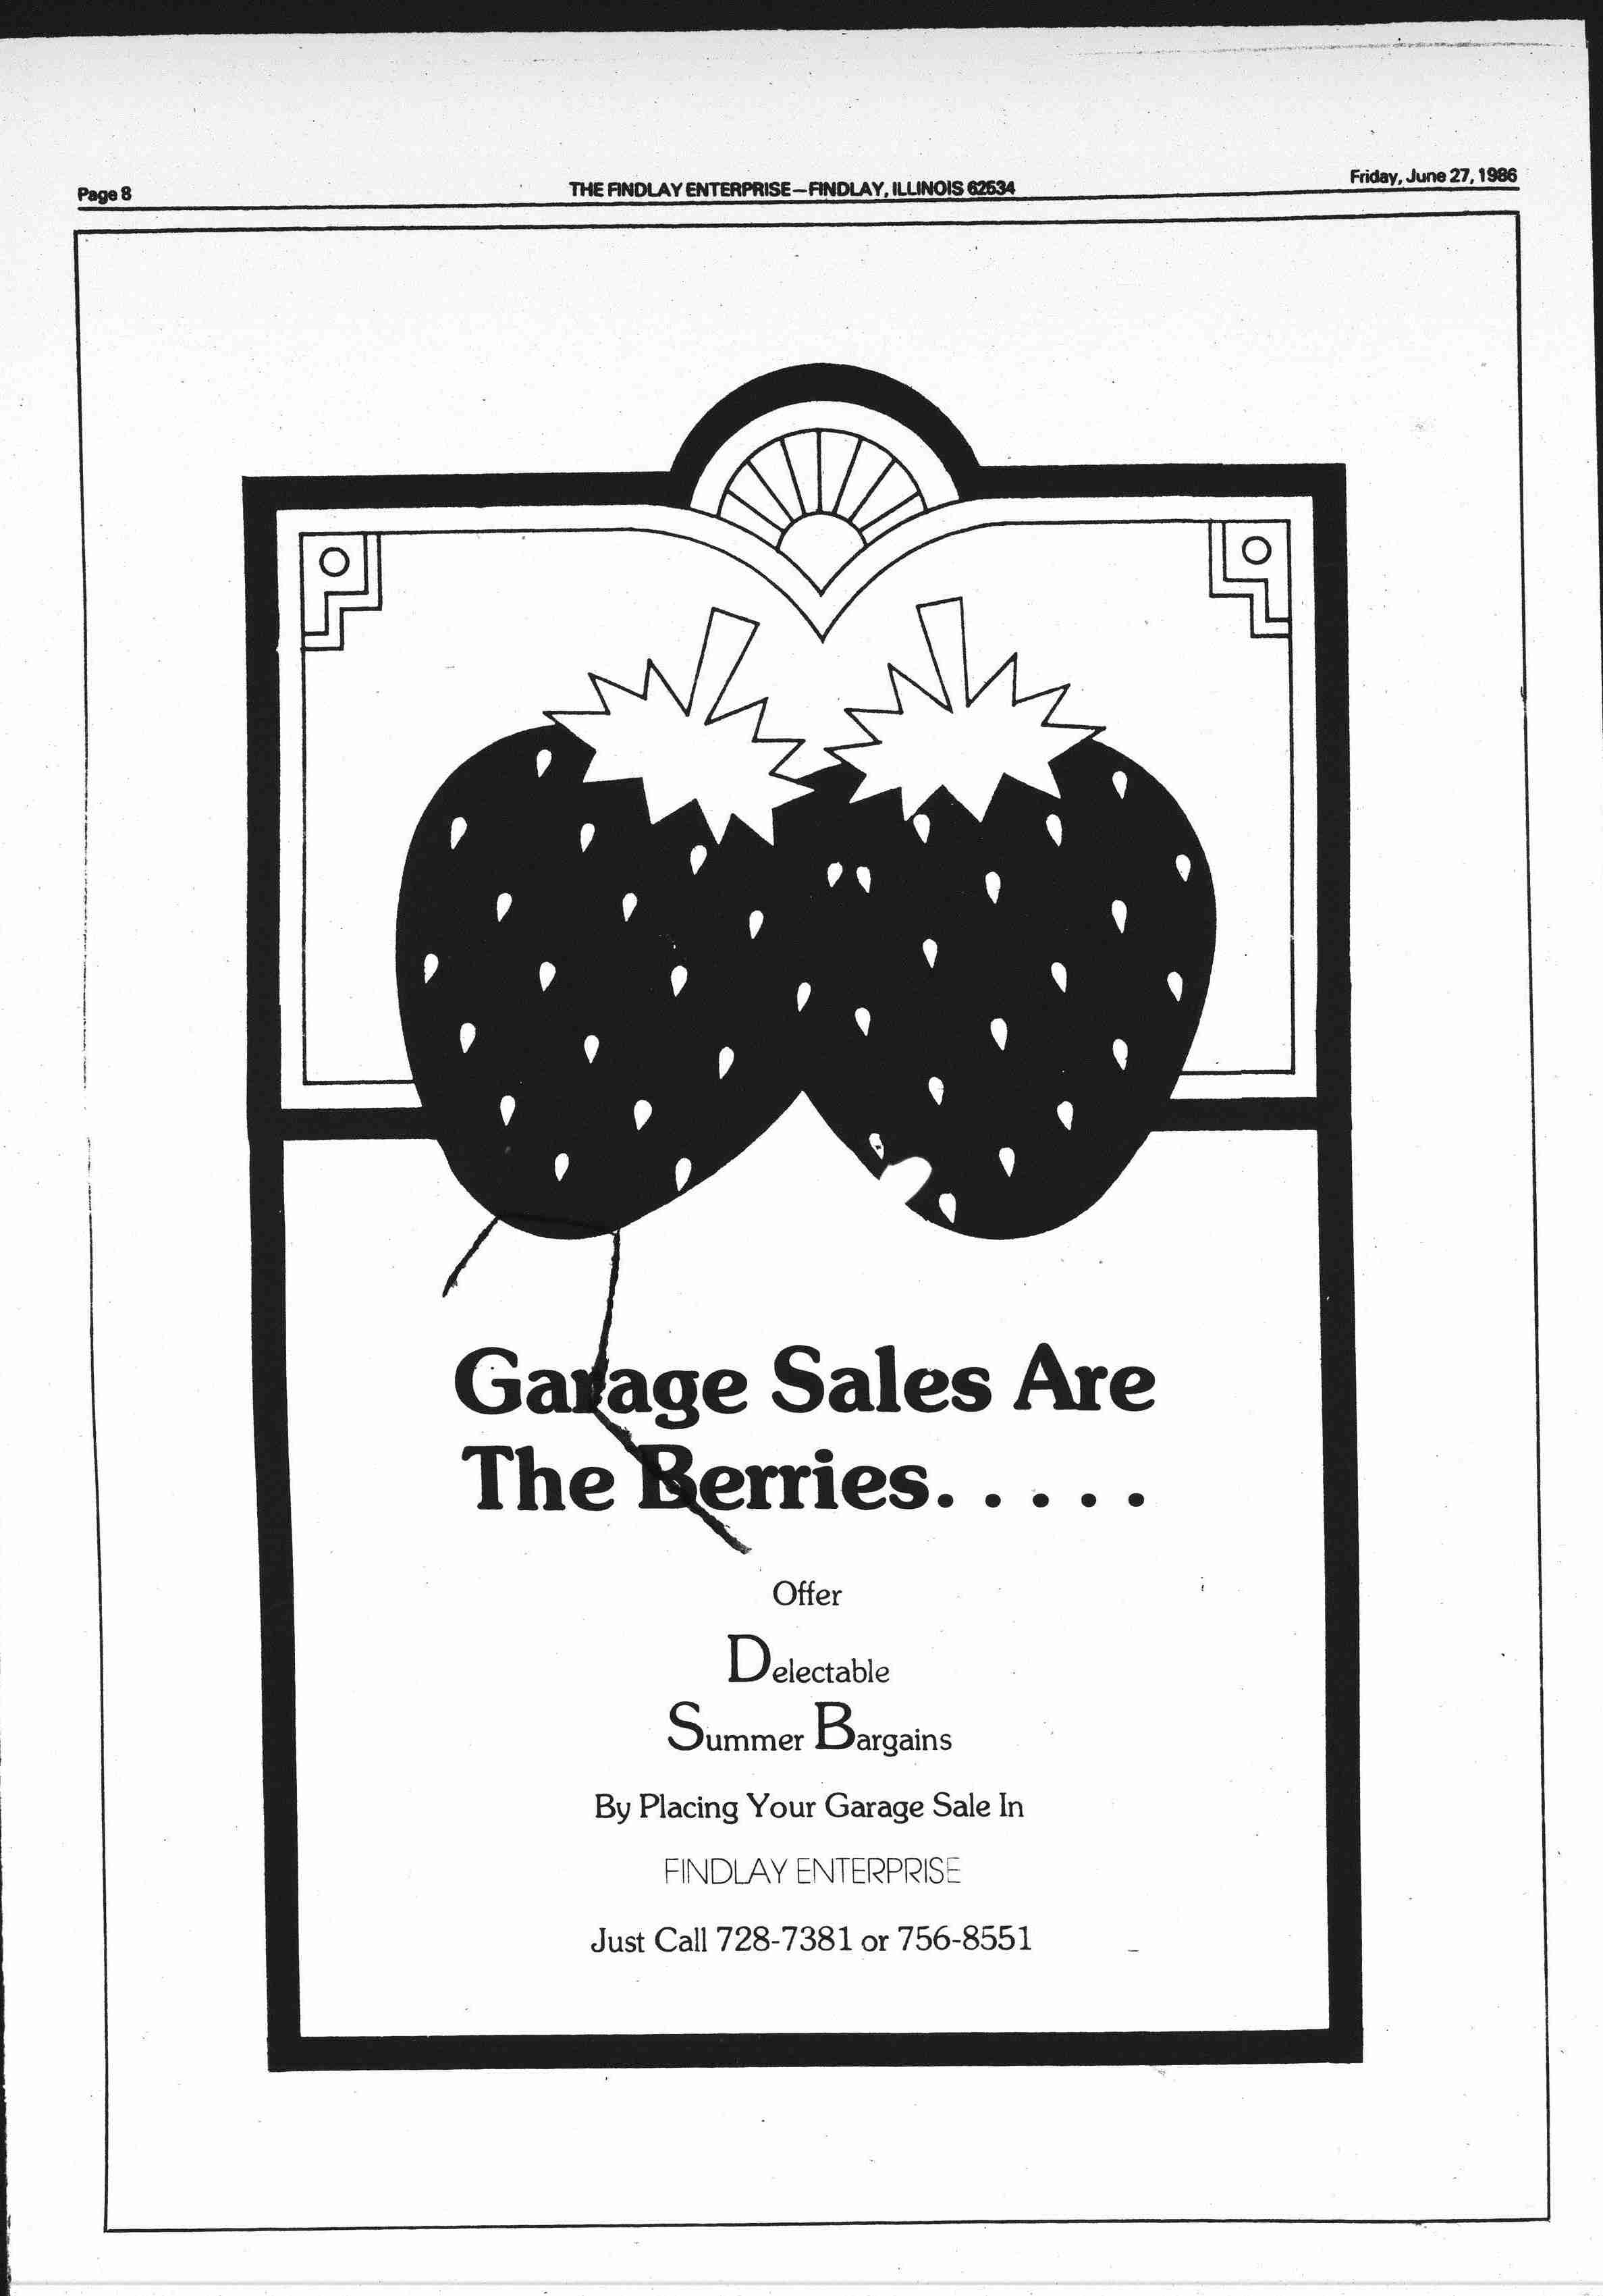 Page 8
THE FINDLAY ENTERPRISE—FINDLAY, ILLINOIS 62534
Friday, June 27, 1986
Garage Sales Are
The Berries. . . . .
Offer
Delectable
Summer Bargains
By Placing Your Garage Sale In
FINDLAY ENTERPRISE
Just Call 728-7381 or 756-8551